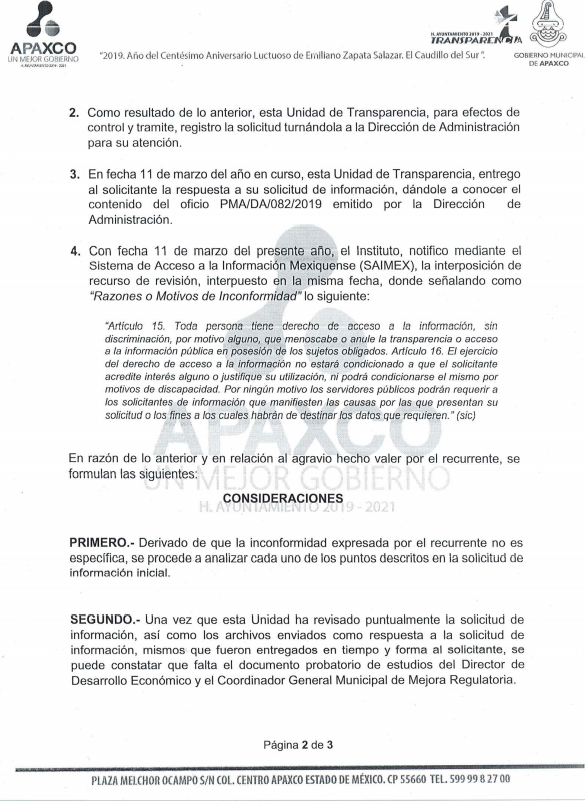 APAXCO
UN MEJOR GOBIERNO
H. AYUNTAMIENTO 2019 - 2021
H. AYUNTAMIENTO 2019 - 2021
TRANSPARENCIA
GOBIERNO MUNICIPAL
DE APAXCO
"2019. Año del Centésimo Aniversario Luctuoso de Emiliano Zapata Salazar. El Caudillo del Sur".
2. Como resultado de lo anterior, esta Unidad de Transparencia, para efectos de
control y tramite, registro la solicitud turnándola a la Dirección de Administración
para su atención.
3. En fecha 11 de marzo del año en curso, esta Unidad de Transparencia, entrego
al solicitante la respuesta a su solicitud de información, dándole a conocer el
contenido del oficio PMA/DA/082/2019 emitido por la Dirección de
Administración.
4. Con fecha 11 de marzo del presente año, el Instituto, notifico mediante el
Sistema de Acceso a la Información Mexiquense (SAIMEX), la interposición de
recurso de revisión, interpuesto en la misma fecha, donde señalando como
"Razones o Motivos de Inconformidad" lo siguiente:
"Artículo 15. Toda persona tiene derecho de acceso a la información, sin
discriminación, por motivo alguno, que menoscabe o anule la transparencia o acceso
a la información pública en posesión de los sujetos obligados. Artículo 16. El ejercicio
del derecho de acceso a la información no estará condicionado a que el solicitante
acredite interés alguno o justifique su utilización, ni podrá condicionarse el mismo por
motivos de discapacidad. Por ningún motivo los servidores públicos podrán requerir a
los solicitantes de información que manifiesten las causas por las que presentan su
solicitud o los fines a los cuales habrán de destinar los datos que requieren." (sic)
APAXCO
En razón de lo anterior y en relación al agravio hecho valer por el recurrente, se
formulan las siguientes:
UN MEJOR GOBIERNO
CONSIDERACIONES
H. AYUNTAMIENTO 2019 - 2021
PRIMERO.- Derivado de que la inconformidad expresada por el recurrente no es
específica, se procede a analizar cada uno de los puntos descritos en la solicitud de
información inicial.
SEGUNDO.- Una vez que esta Unidad ha revisado puntualmente la solicitud de
información, así como los archivos enviados como respuesta a la solicitud de
información, mismos que fueron entregados en tiempo y forma al solicitante, se
puede constatar que falta el documento probatorio de estudios del Director de
Desarrollo Económico y el Coordinador General Municipal de Mejora Regulatoria.
Página 2 de 3
PLAZA MELCHOR OCAMPO S/N COL. CENTRO APAXCO ESTADO DE MÉXICO. CP 55660 TEL. 599 99 8 27 00